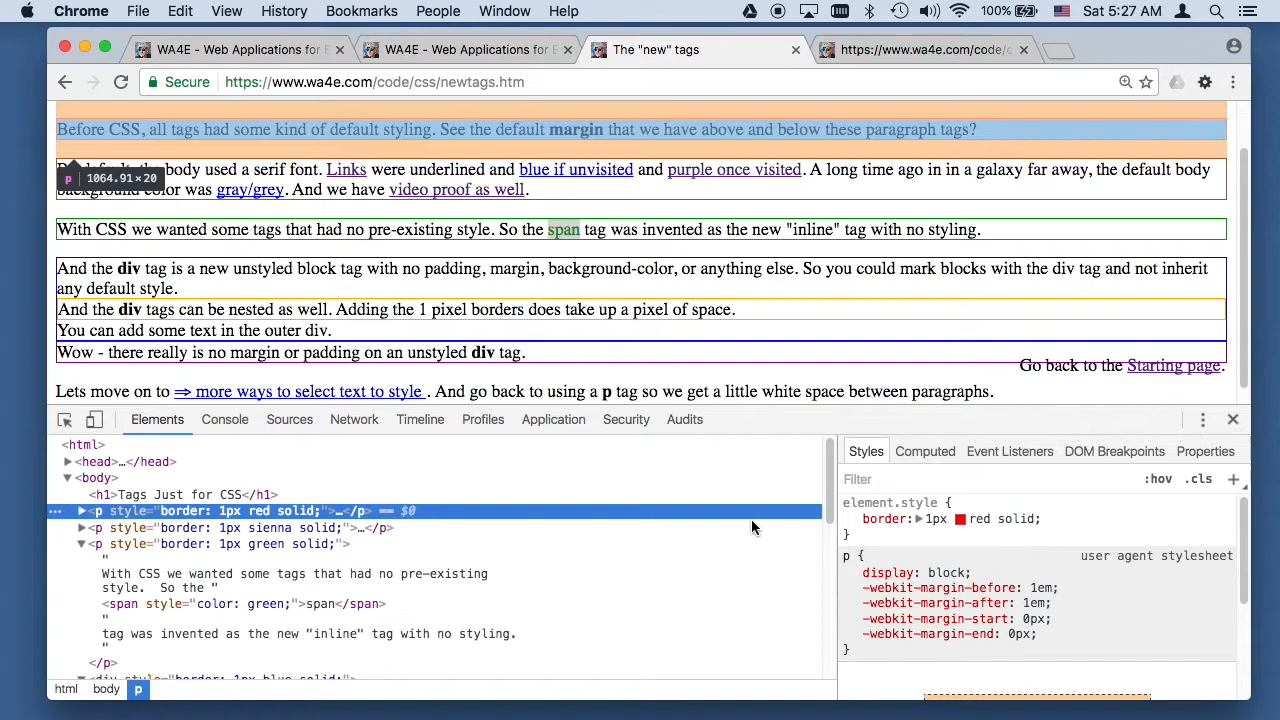 Chrome File Edit View History Bookmarks People Window Help 100% Sat 5:27 AM
WA4E - Web Applications for E WA4E - Web Applications for E The "new" tags https://www.wa4e.com/code/c
Secure https://www.wa4e.com/code/css/newtags.htm
Before CSS, all tags had some kind of default styling. See the default margin that we have above and below these paragraph tags?
the body used a serif font. Links were underlined and blue if unvisited and purple once visited. A long time ago in in a galaxy far away, the default body
p 1064.91×20
color was gray/grey. And we have video proof as well.
With CSS we wanted some tags that had no pre-existing style. So the span tag was invented as the new "inline" tag with no styling.
And the div tag is a new unstyled block tag with no padding, margin, background-color, or anything else. So you could mark blocks with the div tag and not inherit
any default style.
And the div tags can be nested as well. Adding the 1 pixel borders does take up a pixel of space.
You can add some text in the outer div.
Wow - there really is no margin or padding on an unstyled div tag.
Go back to the Starting page.
Lets move on to ⇒ more ways to select text to style . And go back to using a p tag so we get a little white space between paragraphs.
Elements Console Sources Network Timeline Profiles Application Security Audits
<html>
<head>…</head>
<body>
<h1>Tags Just for CSS</h1>
<p style="border: 1px red solid;">…</p> == $0
<p style="border: 1px sienna solid;">…</p>
<p style="border: 1px green solid;">
"
With CSS we wanted some tags that had no pre-existing
style. So the "
<span style="color: green;">span</span>
"
tag was invented as the new "inline" tag with no styling.
"
</p>
<div style="border: 1px blue solid;">
html body p
Styles Computed Event Listeners DOM Breakpoints Properties
Filter :hov .cls +
element.style {
border: 1px red solid;
}
p { user agent stylesheet
display: block;
-webkit-margin-before: 1em;
-webkit-margin-after: 1em;
-webkit-margin-start: 0px;
-webkit-margin-end: 0px;
}